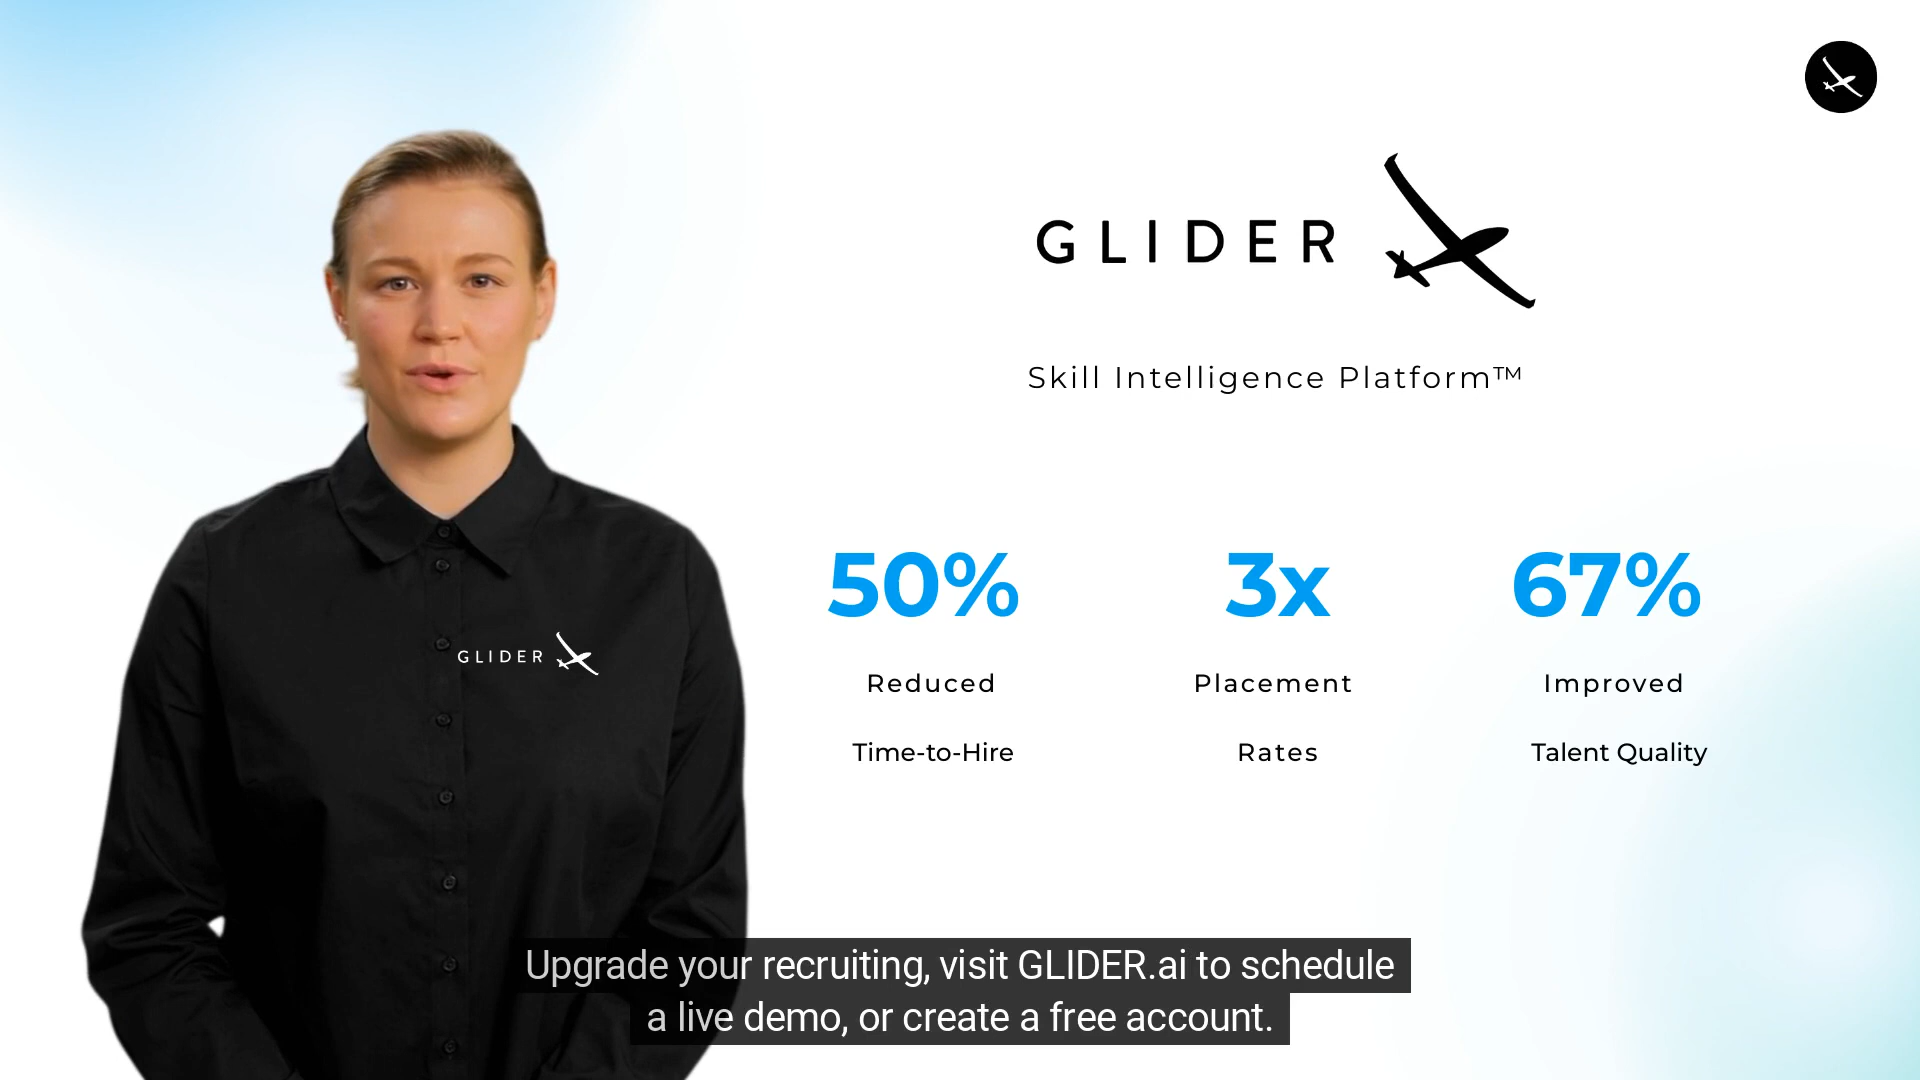 GLIDER
Skill Intelligence Platform™
50%
Reduced
Time-to-Hire
3x
Placement
Rates
67%
Improved
Talent Quality
GLIDER
Upgrade your recruiting, visit GLIDER.ai to schedule
a live demo, or create a free account.